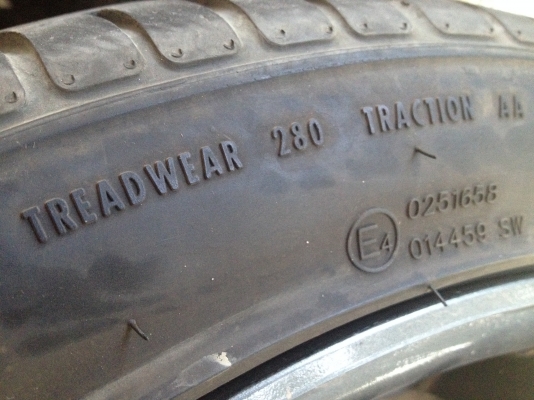 TREADWEAR 280 TRACTION AA
E4 0251658
014459 SW